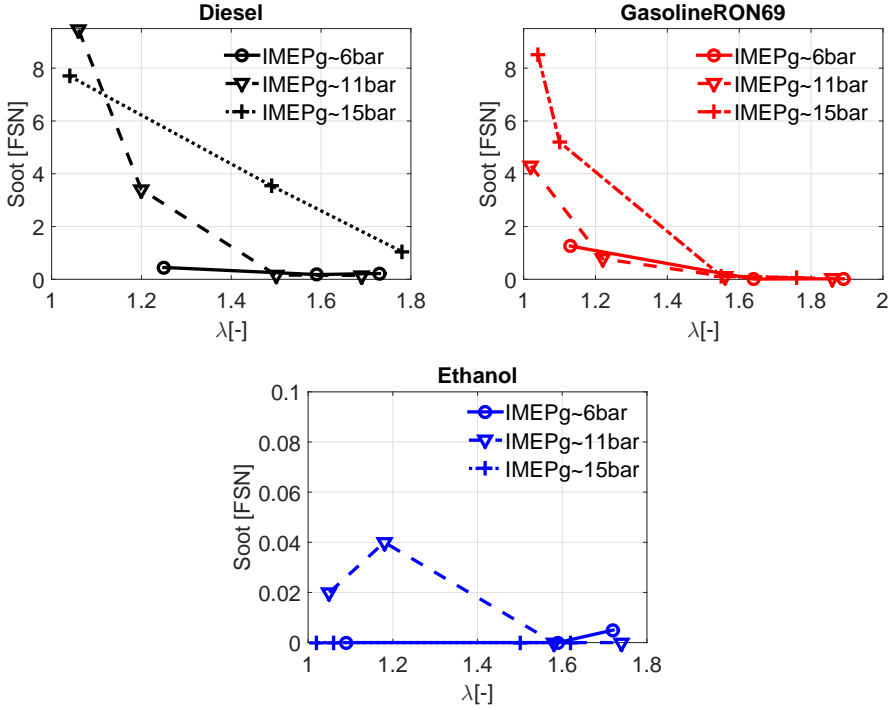 Diesel
IMEPg~6bar
IMEPg~11bar
IMEPg~15bar
Soot [FSN]
8
6
4
2
0
1
1.2
1.4
1.6
1.8
λ[-]
GasolineRON69
IMEPg~6bar
IMEPg~11bar
IMEPg~15bar
Soot [FSN]
8
6
4
2
0
1
1.2
1.4
1.6
1.8
2
λ[-]
Ethanol
IMEPg~6bar
IMEPg~11bar
IMEPg~15bar
Soot [FSN]
0.1
0.08
0.06
0.04
0.02
0
1
1.2
1.4
1.6
1.8
λ[-]